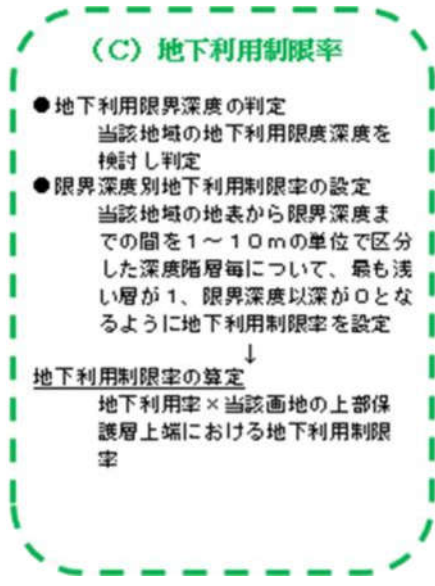 （C）地下利用制限率
●地下利用限界深度の判定
当該地域の地下利用限度深度を
検討し判定
●限界深度別地下利用制限率の設定
当該地域の地表から限界深度ま
での間を１～１０ｍの単位で区分
した深度階層毎について、最も浅
い層が１、限界深度以深が０とな
るように地下利用制限率を設定
↓
地下利用制限率の算定
地下利用率×当該画地の上部保
護層上端における地下利用制限
率